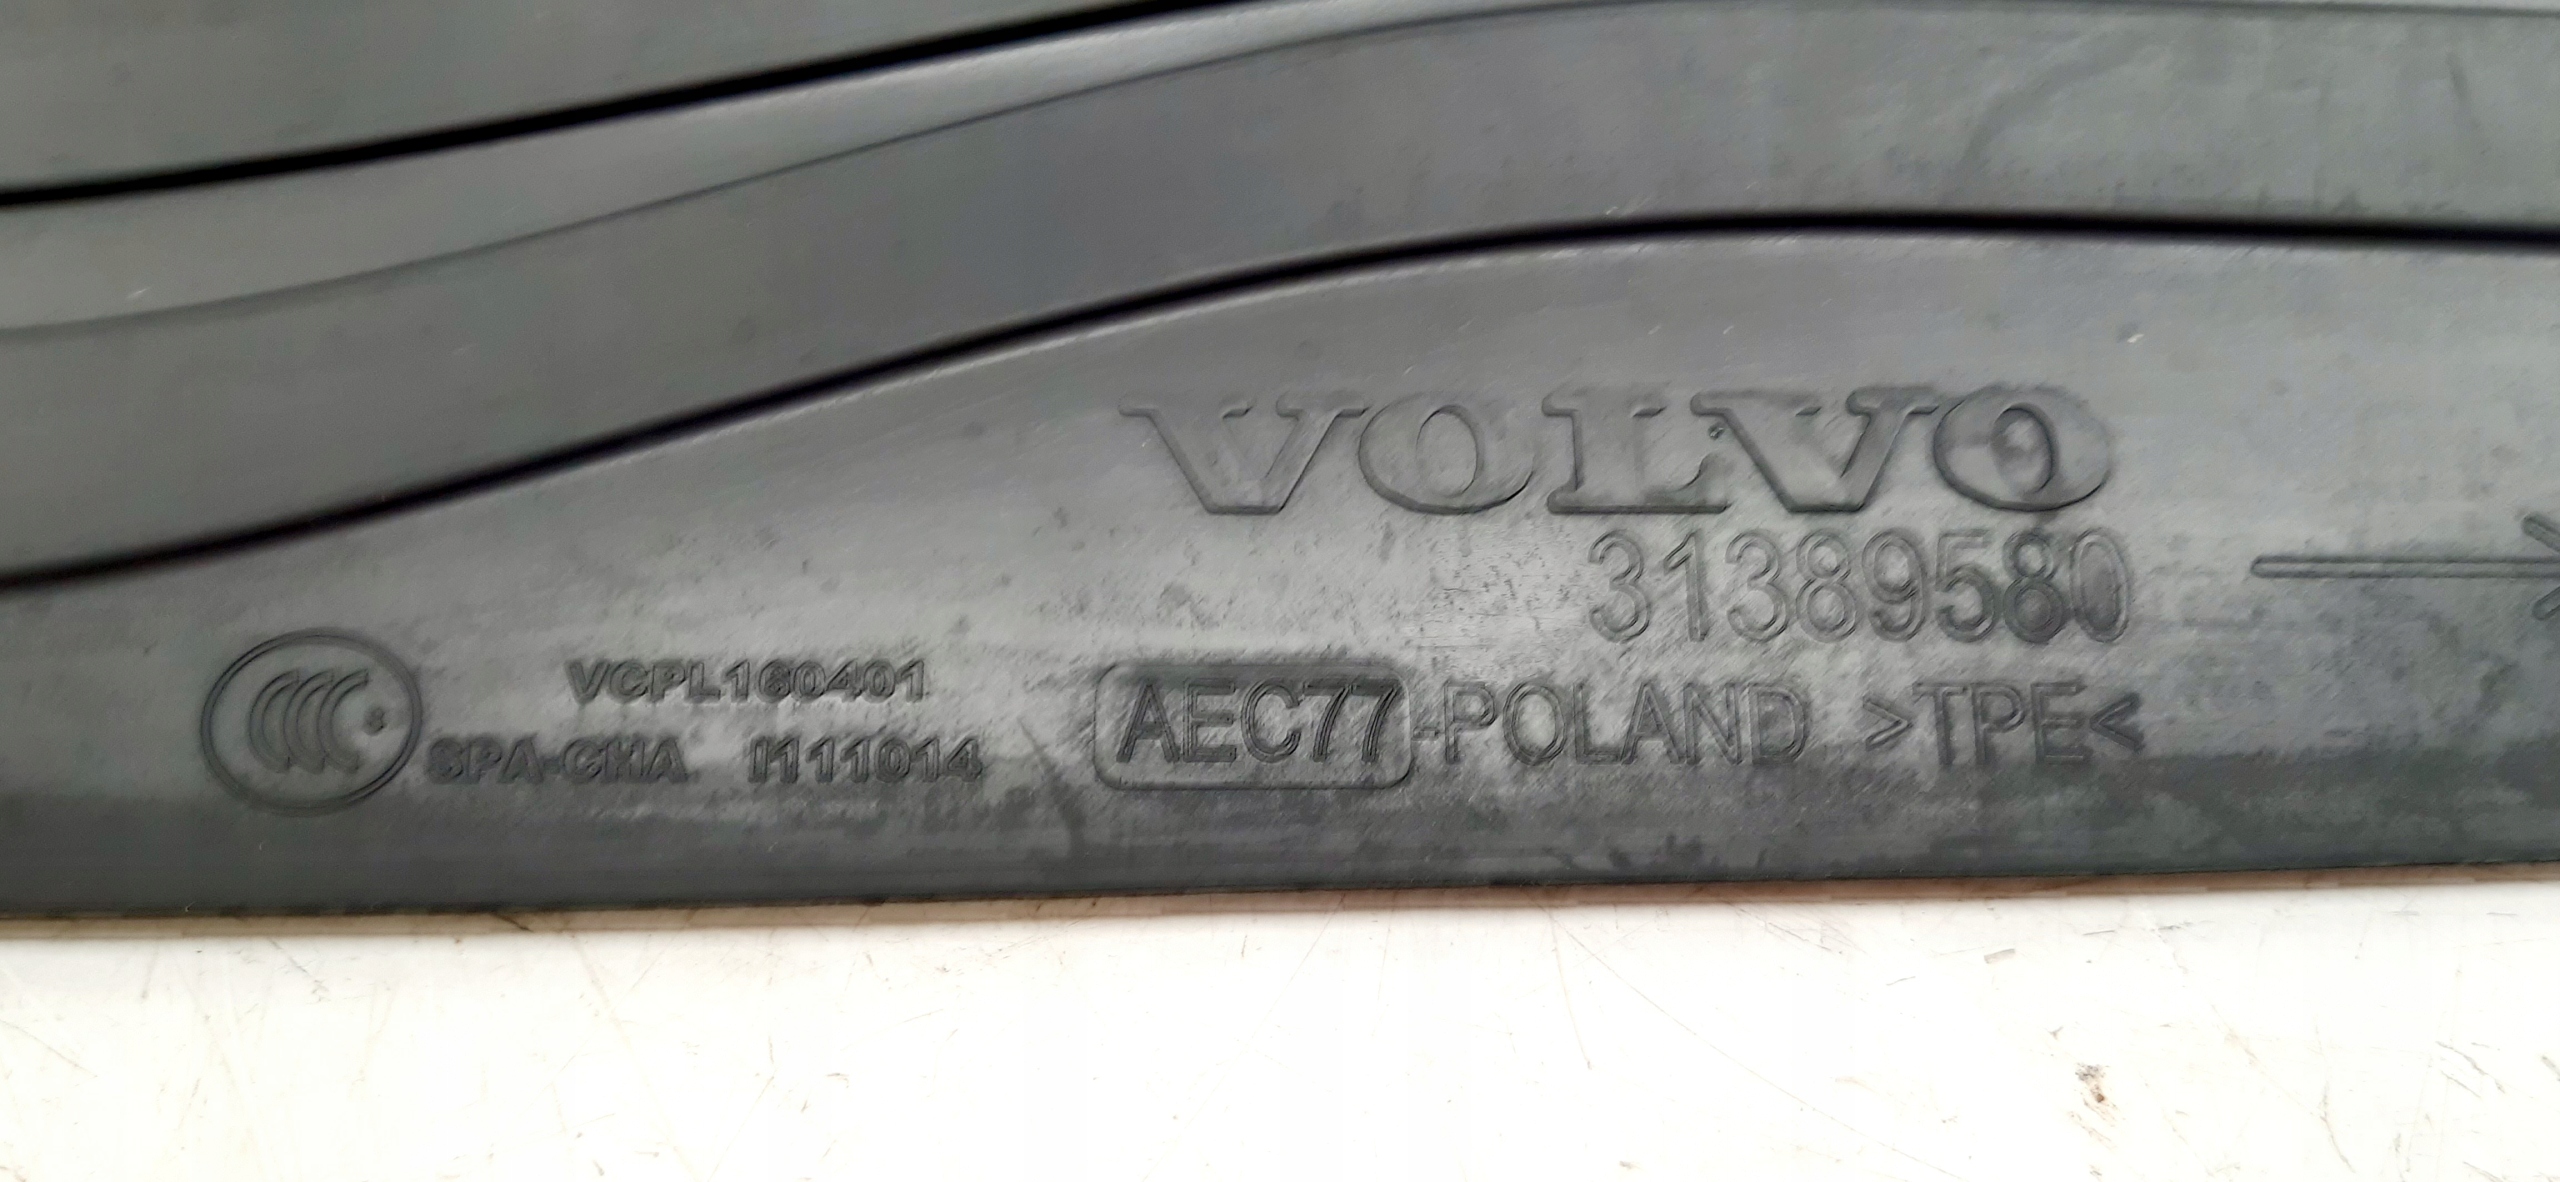 VOLVO
31389580
VCPL160401
SPA-CHA I111014
AEC77-POLAND >TPE<